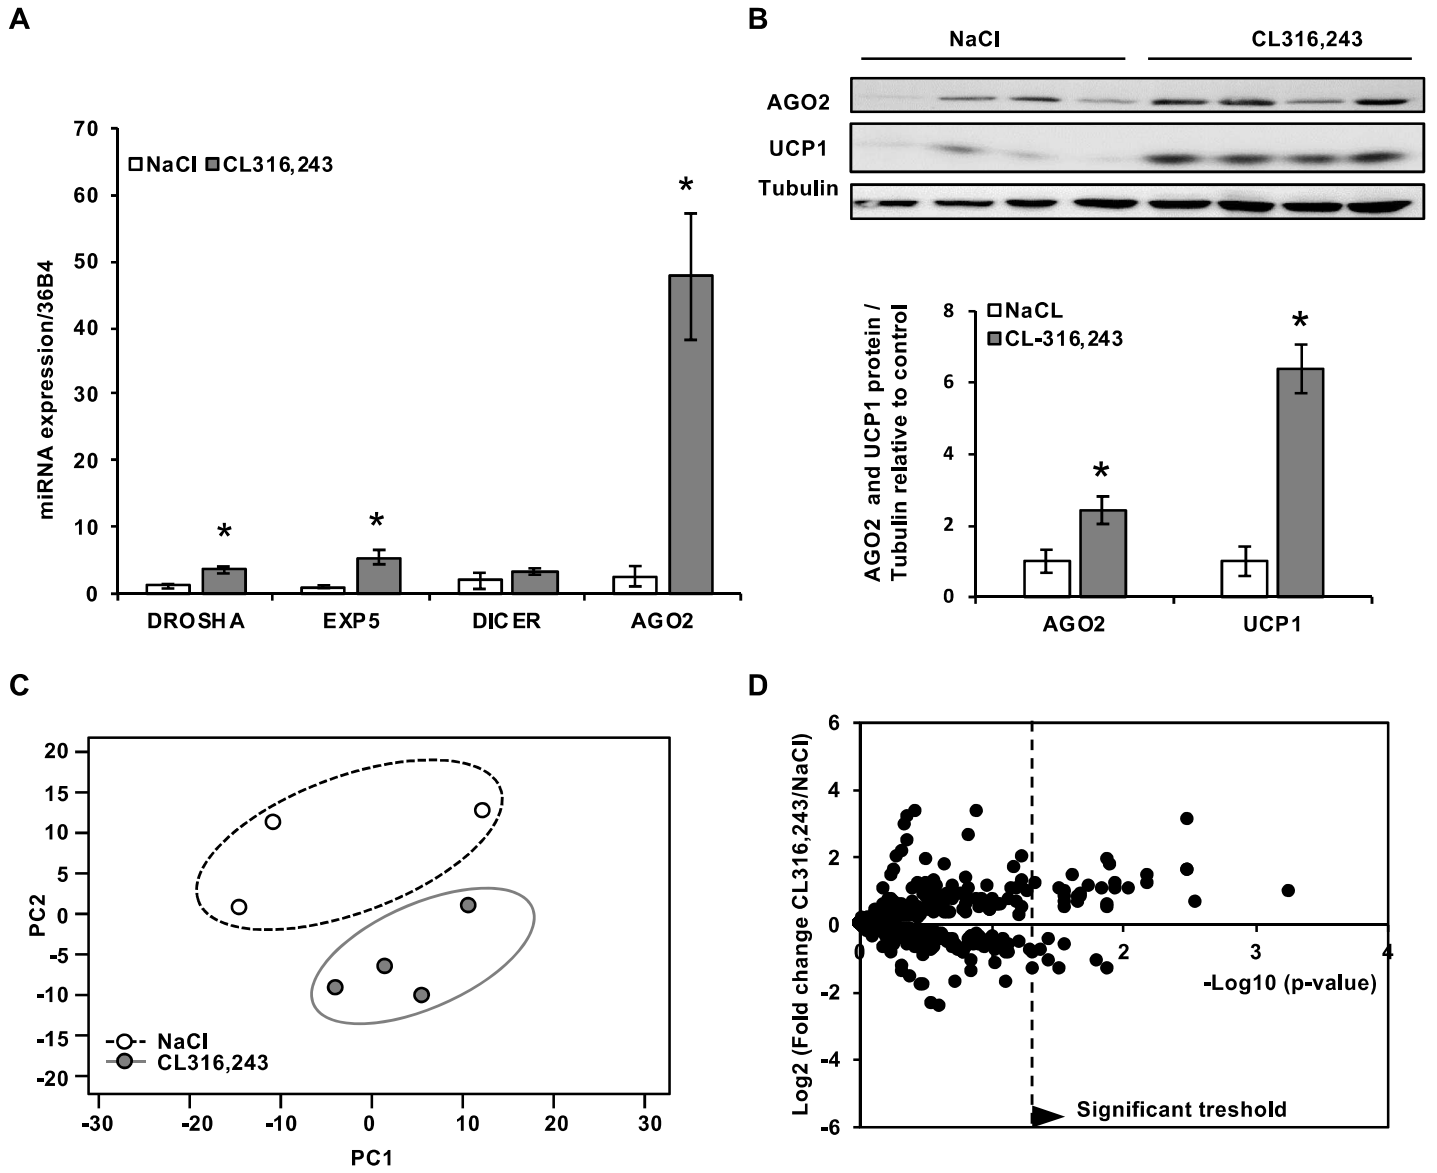 A
miRNA expression/36B4
70
60
50
40
30
20
10
0
NaCl CL316,243
*
*
*
DROSHA EXP5 DICER AGO2
B
NaCl CL316,243
AGO2
UCP1
Tubulin
AGO2 and UCP1 protein /
Tubulin relative to control
8
6
4
2
0
NaCL
CL-316,243
*
*
AGO2 UCP1
C
PC2
20
15
10
5
0
-5
-10
-15
-20
NaCl
CL316,243
-30 -20 -10 0 10 20 30
PC1
D
Log2 (Fold change CL316,243/NaCl)
6
4
2
0
-2
-4
-6
0 2 3 4
-Log10 (p-value)
Significant treshold